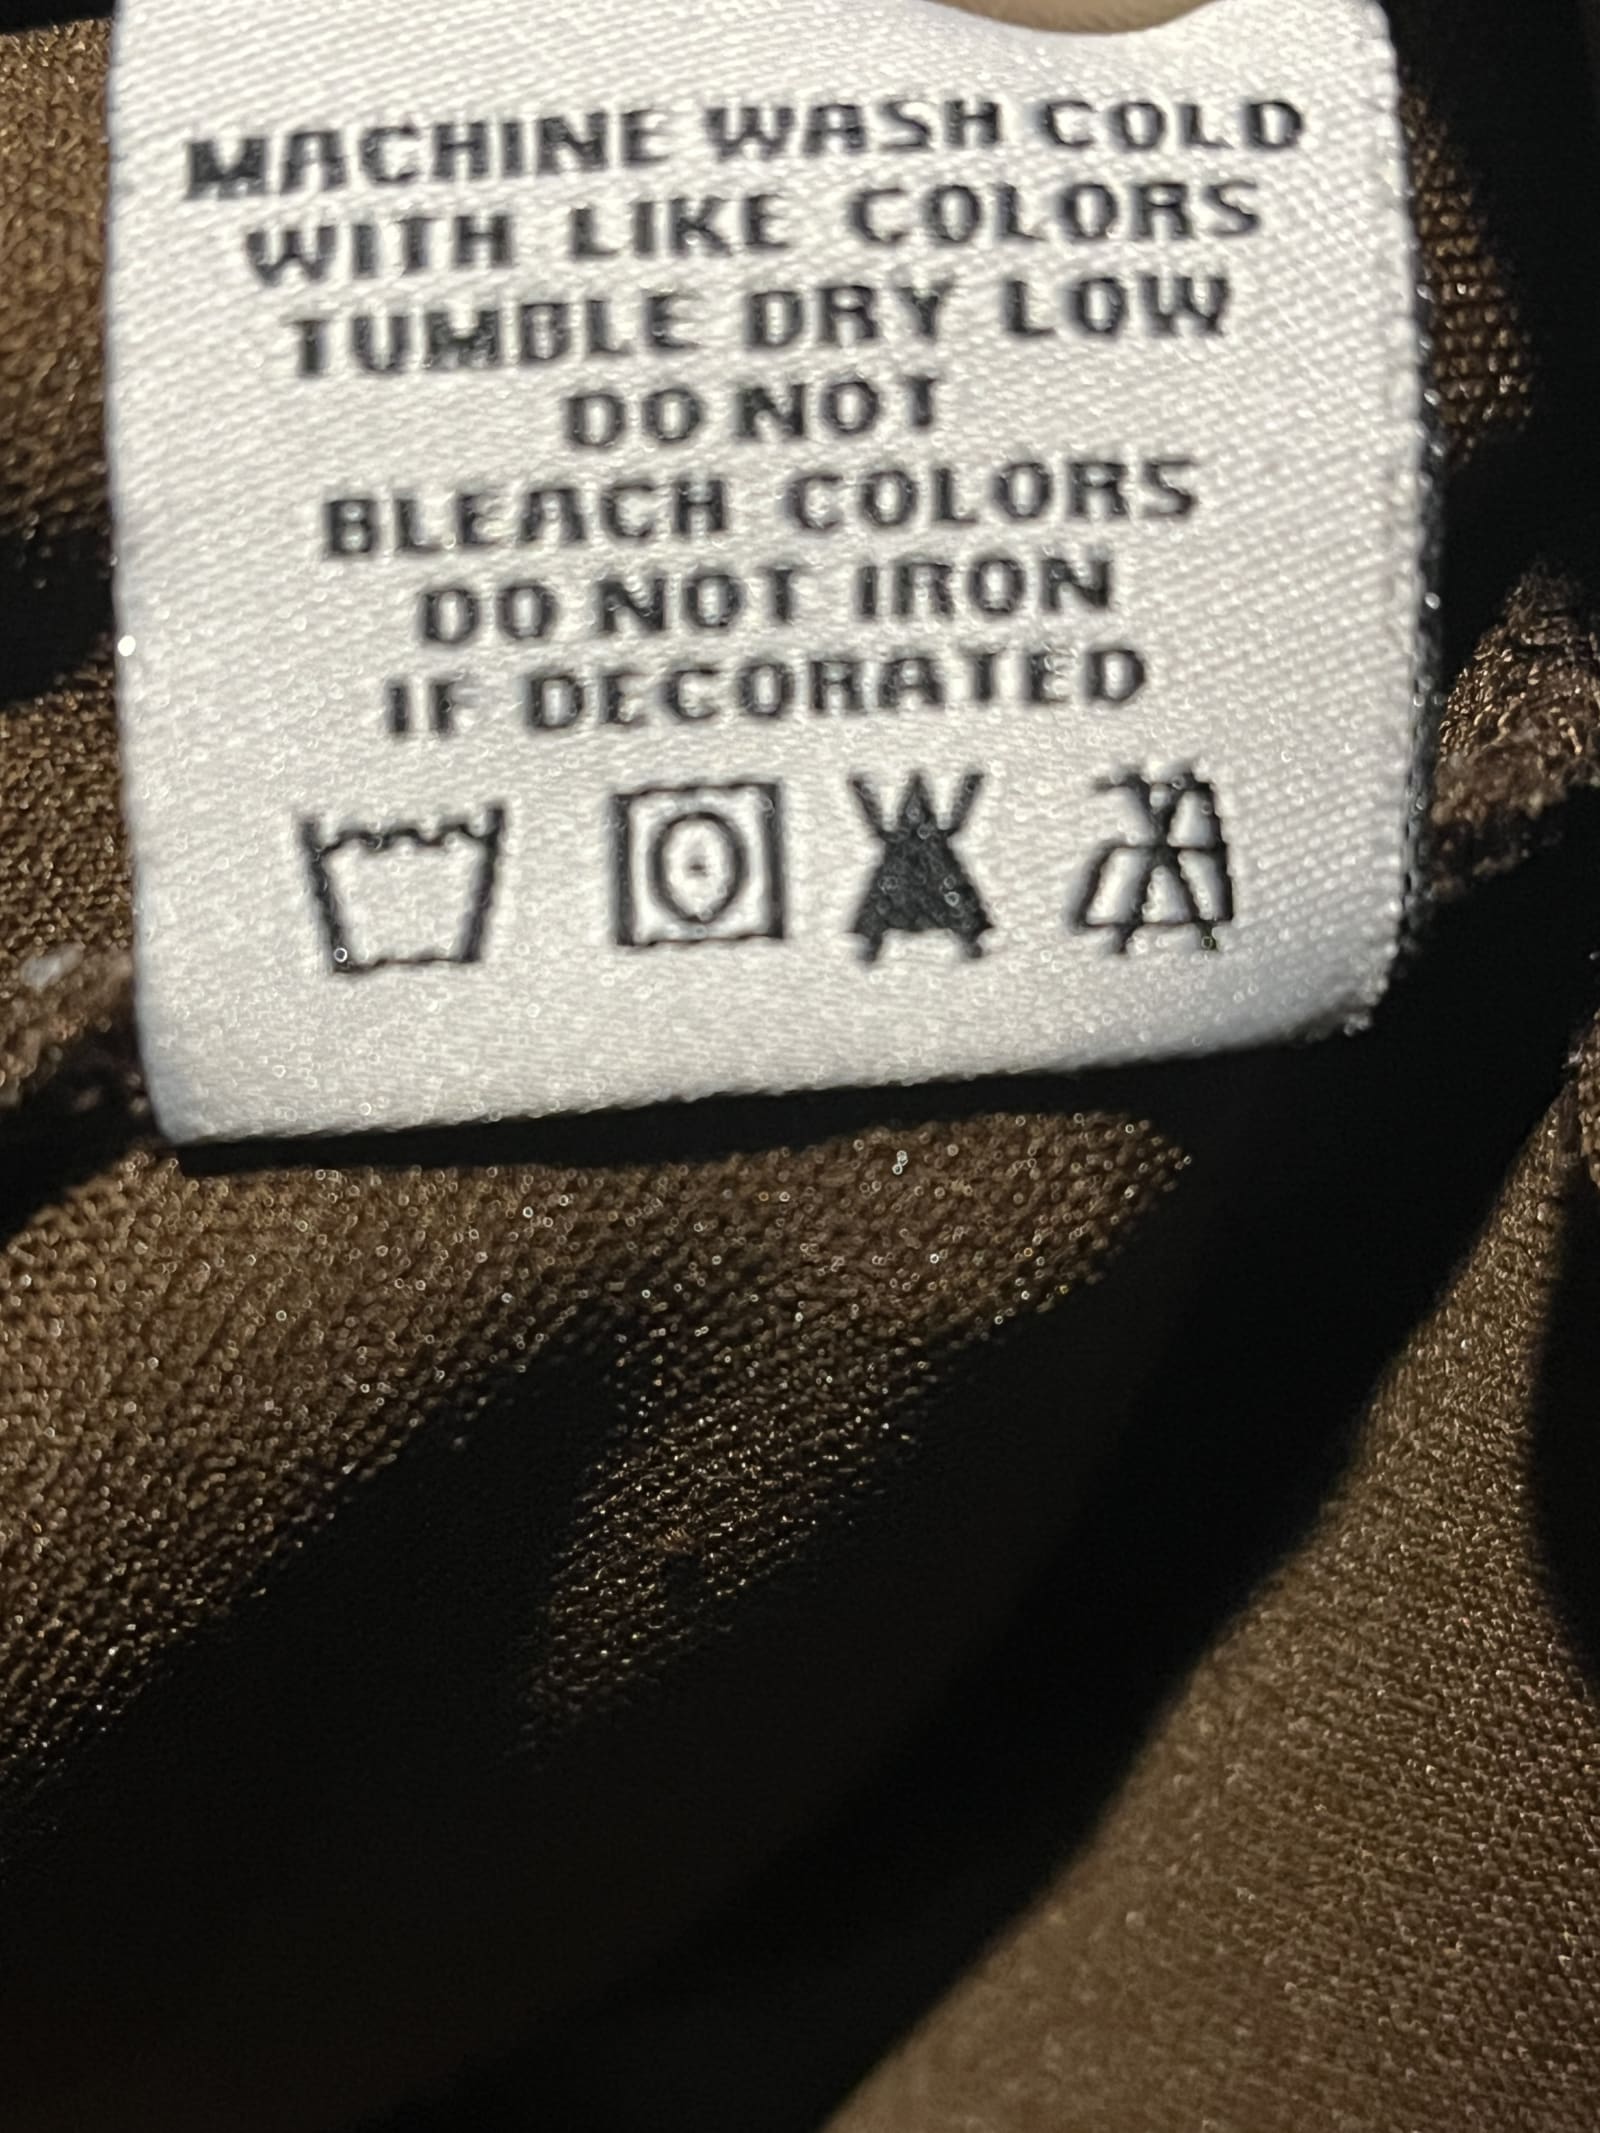 MACHINE WASH COLD
WITH LIKE COLORS
TUMBLE DRY LOW
DO NOT
BLEACH COLORS
DO NOT IRON
IF DECORATED